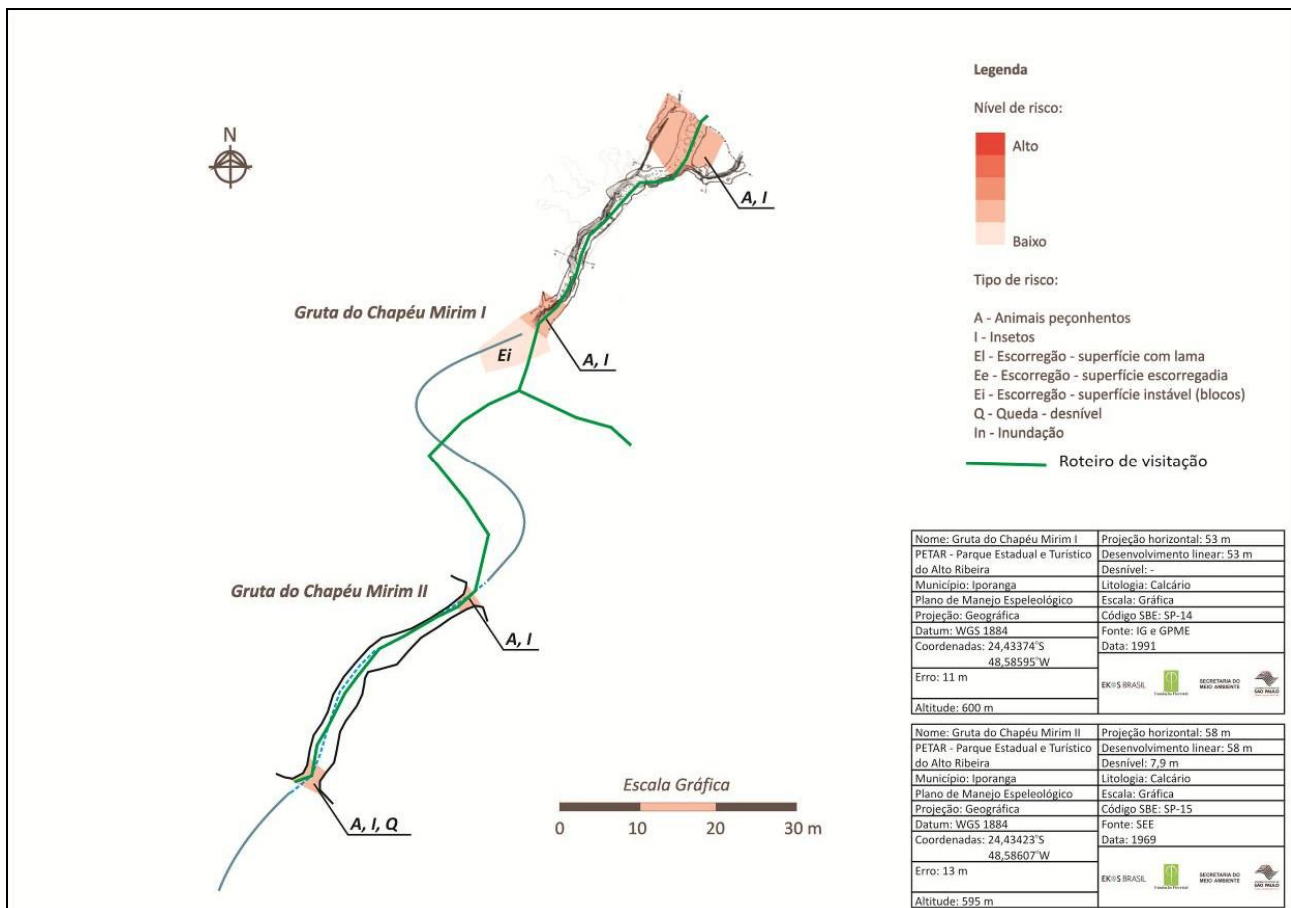 N
A, I
Gruta do Chapéu Mirim I
Ei
A, I
Gruta do Chapéu Mirim II
A, I
A, I, Q
Escala Gráfica
0 10 20 30 m
Legenda
Nível de risco:
Alto
Baixo
Tipo de risco:
A - Animais peçonhentos
I - Insetos
El - Escorregão - superfície com lama
Ee - Escorregão - superfície escorregadia
Ei - Escorregão - superfície instável (blocos)
Q - Queda - desnível
In - Inundação
Roteiro de visitação
Nome: Gruta do Chapéu Mirim I
PETAR - Parque Estadual e Turístico
do Alto Ribeira
Município: Iporanga
Plano de Manejo Espeleológico
Projeção: Geográfica
Datum: WGS 1884
Coordenadas: 24,43374°S
48,58595°W
Erro: 11 m
Altitude: 600 m
Projeção horizontal: 53 m
Desenvolvimento linear: 53 m
Desnível: -
Litologia: Calcário
Escala: Gráfica
Código SBE: SP-14
Fonte: IG e GPME
Data: 1991
EKOS BRASIL
Fundação Florestal
SECRETARIA DO
MEIO AMBIENTE
SÃO PAULO
Nome: Gruta do Chapéu Mirim II
PETAR - Parque Estadual e Turístico
do Alto Ribeira
Município: Iporanga
Plano de Manejo Espeleológico
Projeção: Geográfica
Datum: WGS 1884
Coordenadas: 24,43423°S
48,58607°W
Erro: 13 m
Altitude: 595 m
Projeção horizontal: 58 m
Desenvolvimento linear: 58 m
Desnível: 7,9 m
Litologia: Calcário
Escala: Gráfica
Código SBE: SP-15
Fonte: SEE
Data: 1969
EKOS BRASIL
Fundação Florestal
SECRETARIA DO
MEIO AMBIENTE
SÃO PAULO